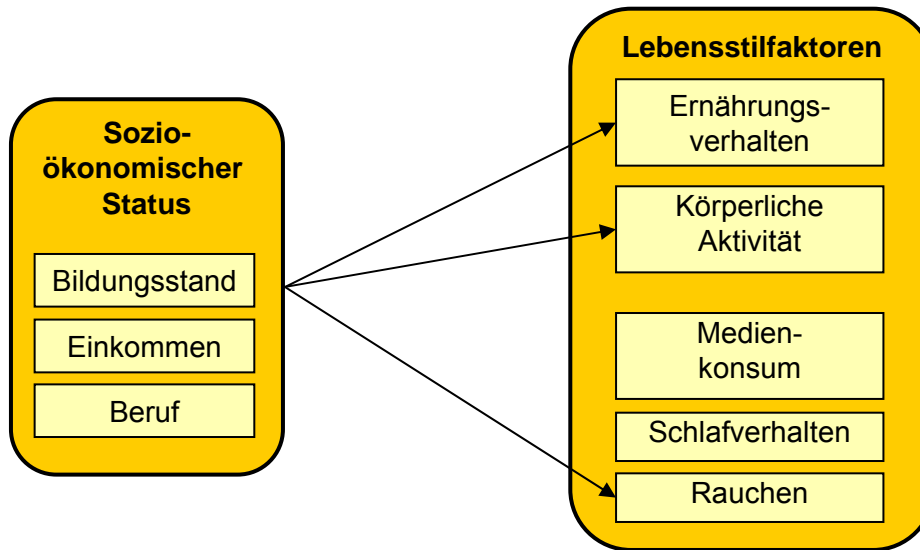 Sozio-
ökonomischer
Status
Bildungsstand
Einkommen
Beruf
Lebensstilfaktoren
Ernährungs-
verhalten
Körperliche
Aktivität
Medien-
konsum
Schlafverhalten
Rauchen